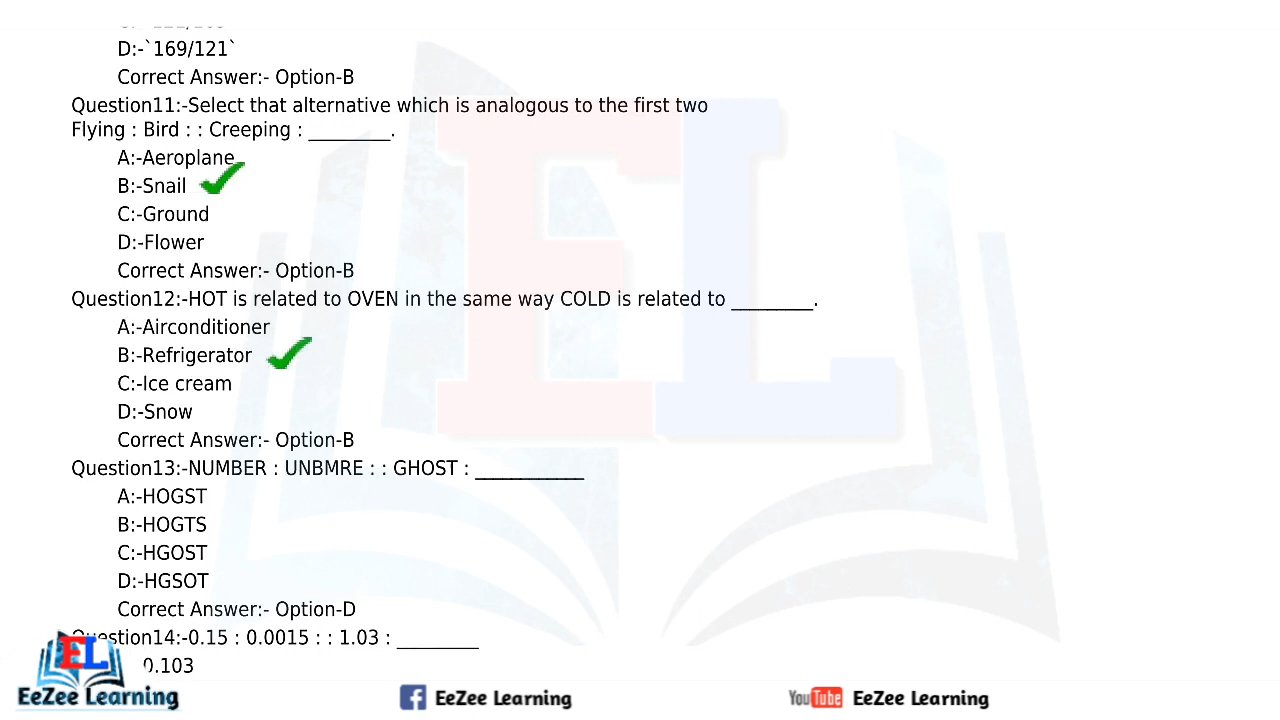 D:-`169/121`
Correct Answer:- Option-B
Question11:-Select that alternative which is analogous to the first two
Flying : Bird : : Creeping : _________.
A:-Aeroplane
B:-Snail
C:-Ground
D:-Flower
Correct Answer:- Option-B
Question12:-HOT is related to OVEN in the same way COLD is related to _________.
A:-Airconditioner
B:-Refrigerator
C:-Ice cream
D:-Snow
Correct Answer:- Option-B
Question13:-NUMBER : UNBMRE : : GHOST : ____________
A:-HOGST
B:-HOGTS
C:-HGOST
D:-HGSOT
Correct Answer:- Option-D
Question14:-0.15 : 0.0015 : : 1.03 : _________
0.103
EL
EL
EeZee Learning
f EeZee Learning
YouTube EeZee Learning